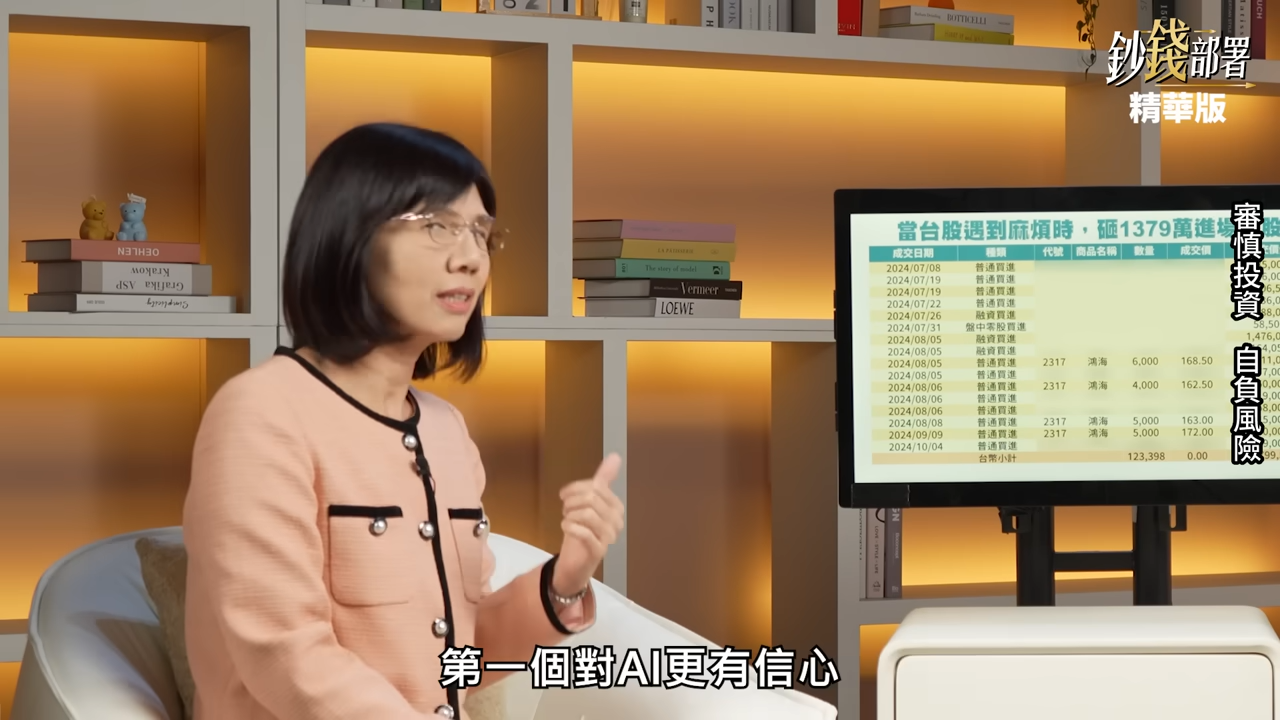 鈔錢部署
精華版
審慎投資 自負風險
BOTTICELLI
OEHLEN
Krakow
Grafika ASP
Simplicity
The story of model
Vermeer
LOEWE
當台股遇到麻煩時，砸1379萬進場
成交日期 種類 代號 商品名稱 數量 成交價
2024/07/08 普通買進
2024/07/19 普通買進
2024/07/19 普通買進
2024/07/22 普通買進
2024/07/26 融資買進
2024/07/31 盤中零股買進 58,50
2024/08/05 融資買進 1,476,0
2024/08/05 融資買進
2024/08/05 普通買進 2317 鴻海 6,000 168.50
2024/08/05 普通買進
2024/08/06 普通買進 2317 鴻海 4,000 162.50
2024/08/06 普通買進
2024/08/06 普通買進
2024/08/08 普通買進 2317 鴻海 5,000 163.00
2024/09/09 普通買進 2317 鴻海 5,000 172.00
2024/10/04 普通買進
台幣小計 123,398 0.00
第一個對AI更有信心